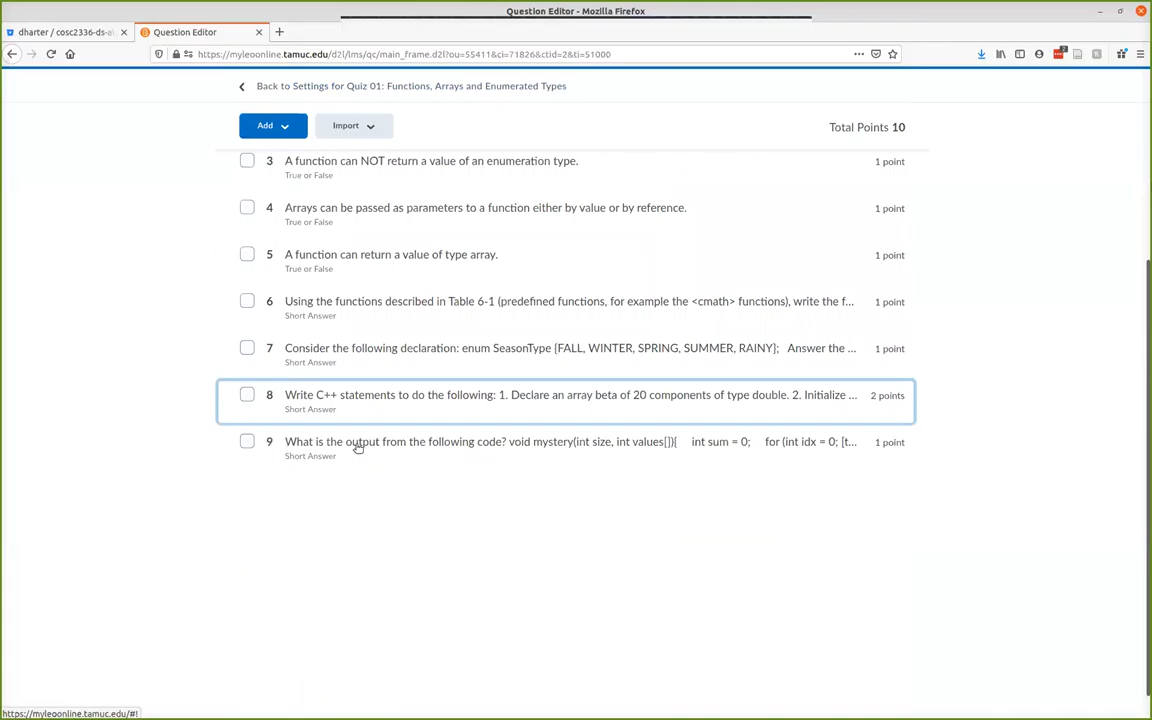 Question Editor - Mozilla Firefox
dharter / cosc2336-ds-a
Question Editor
https://myleoonline.tamuc.edu/d2l/lms/qc/main_frame.d2l?ou=55411&ci=71826&ctid=2&ti=51000
Back to Settings for Quiz 01: Functions, Arrays and Enumerated Types
Add
Import
Total Points 10
3 A function can NOT return a value of an enumeration type. 1 point
True or False
4 Arrays can be passed as parameters to a function either by value or by reference. 1 point
True or False
5 A function can return a value of type array. 1 point
True or False
6 Using the functions described in Table 6-1 (predefined functions, for example the <cmath> functions), write the f... 1 point
Short Answer
7 Consider the following declaration: enum SeasonType {FALL, WINTER, SPRING, SUMMER, RAINY}; Answer the ... 1 point
Short Answer
8 Write C++ statements to do the following: 1. Declare an array beta of 20 components of type double. 2. Initialize ... 2 points
Short Answer
9 What is the output from the following code? void mystery(int size, int values[]){ int sum = 0; for (int idx = 0; [t... 1 point
Short Answer
https://myleoonline.tamuc.edu/#!